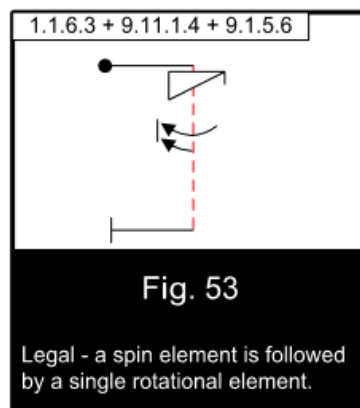 1.1.6.3 + 9.11.1.4 + 9.1.5.6
Fig. 53
Legal - a spin element is followed
by a single rotational element.